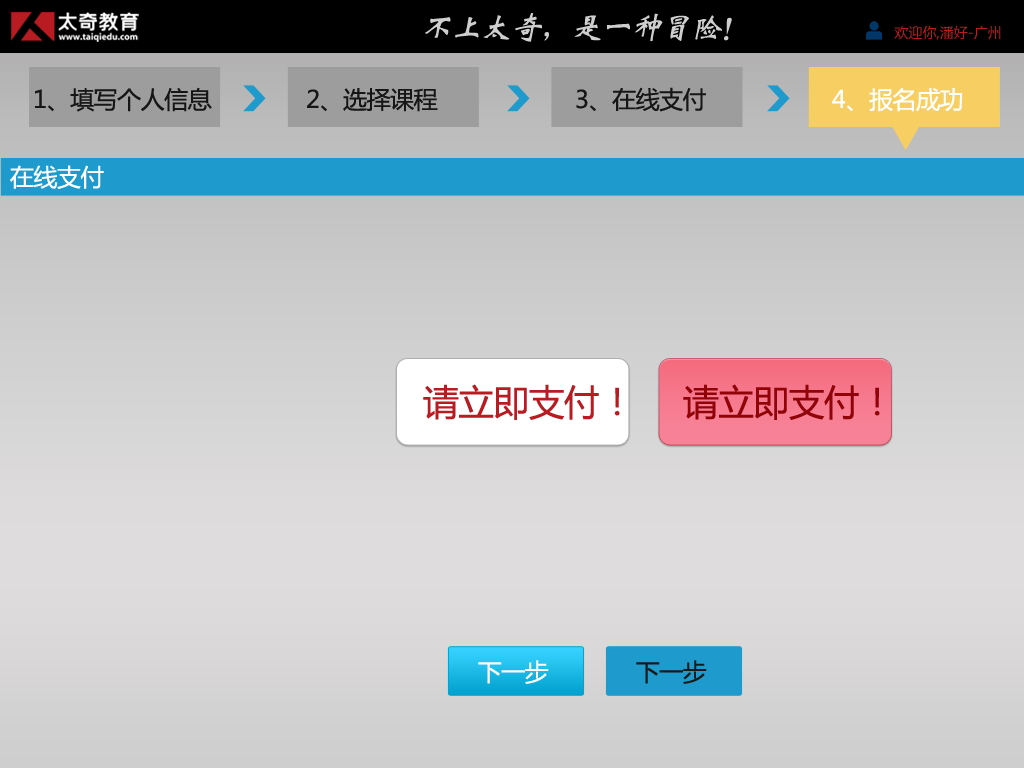 太奇教育
www.taiqiedu.com
不上太奇，是一种冒险!
欢迎你,潘好-广州
1、填写个人信息
2、选择课程
3、在线支付
4、报名成功
在线支付
请立即支付！
请立即支付！
下一步
下一步